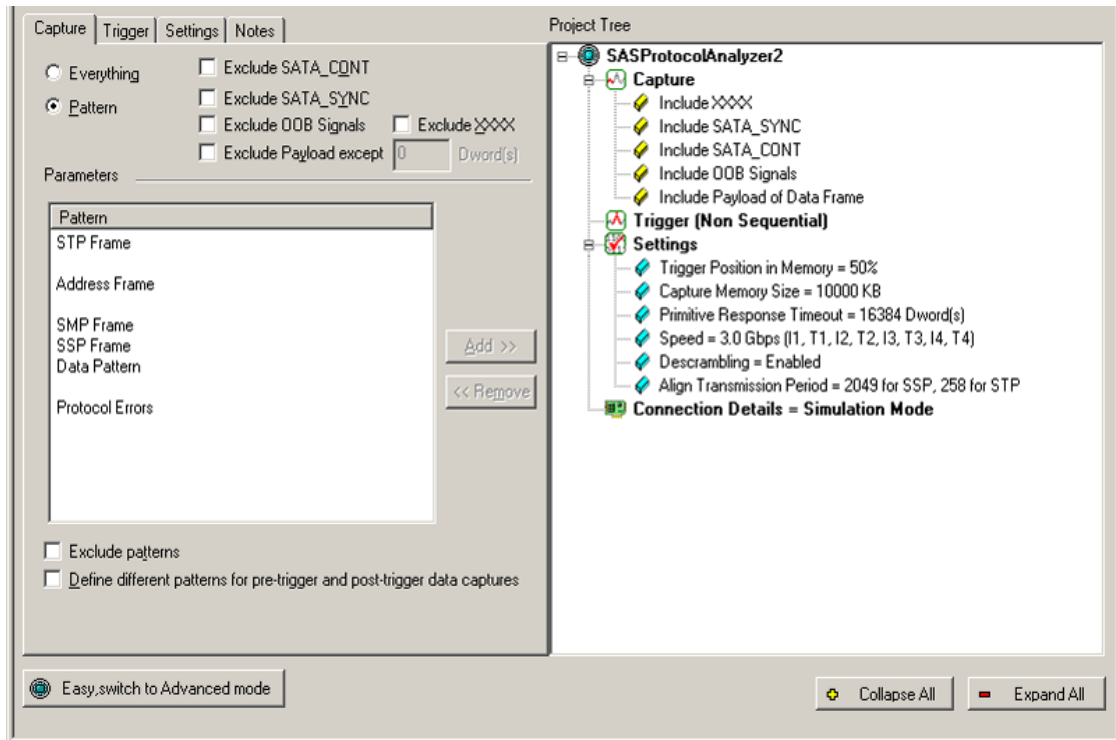 Capture
Trigger
Settings
Notes
Everything
Pattern
Exclude SATA_CONT
Exclude SATA_SYNC
Exclude OOB Signals
Exclude XXXX
Exclude Payload except
0
Dword(s)
Parameters
Pattern
STP Frame
Address Frame
SMP Frame
SSP Frame
Data Pattern
Protocol Errors
Add >>
<< Remove
Exclude patterns
Define different patterns for pre-trigger and post-trigger data captures
Easy,switch to Advanced mode
Project Tree
SASProtocolAnalyzer2
Capture
Include XXXX
Include SATA_SYNC
Include SATA_CONT
Include OOB Signals
Include Payload of Data Frame
Trigger (Non Sequential)
Settings
Trigger Position in Memory = 50%
Capture Memory Size = 10000 KB
Primitive Response Timeout = 16384 Dword(s)
Speed = 3.0 Gbps (I1, T1, I2, T2, I3, T3, I4, T4)
Descrambling = Enabled
Align Transmission Period = 2049 for SSP, 258 for STP
Connection Details = Simulation Mode
Collapse All
Expand All